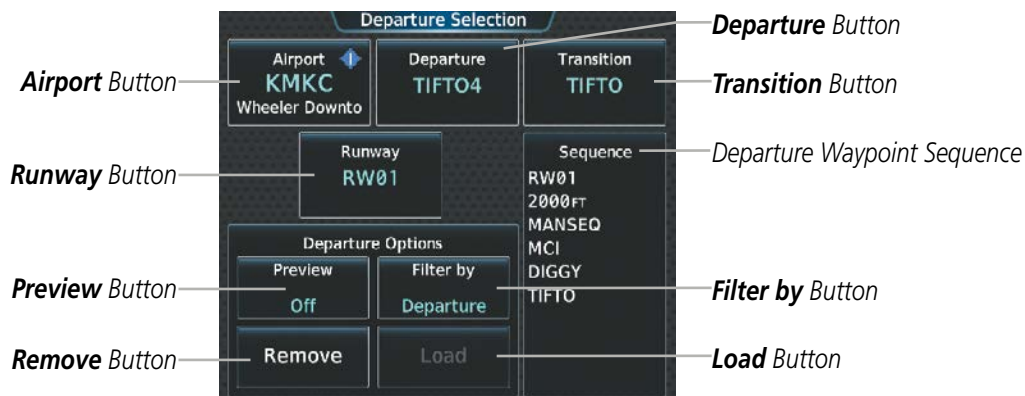 Departure Selection
Departure Button
Airport
KMKC
Wheeler Downto
Departure
TIFTO4
Transition
TIFTO
Airport Button
Transition Button
Runway
RW01
Sequence
Departure Waypoint Sequence
Runway Button
RW01
2000FT
MANSEQ
MCI
DIGGY
TIFTO
Departure Options
Preview
Off
Filter by
Departure
Preview Button
Filter by Button
Remove
Load
Remove Button
Load Button